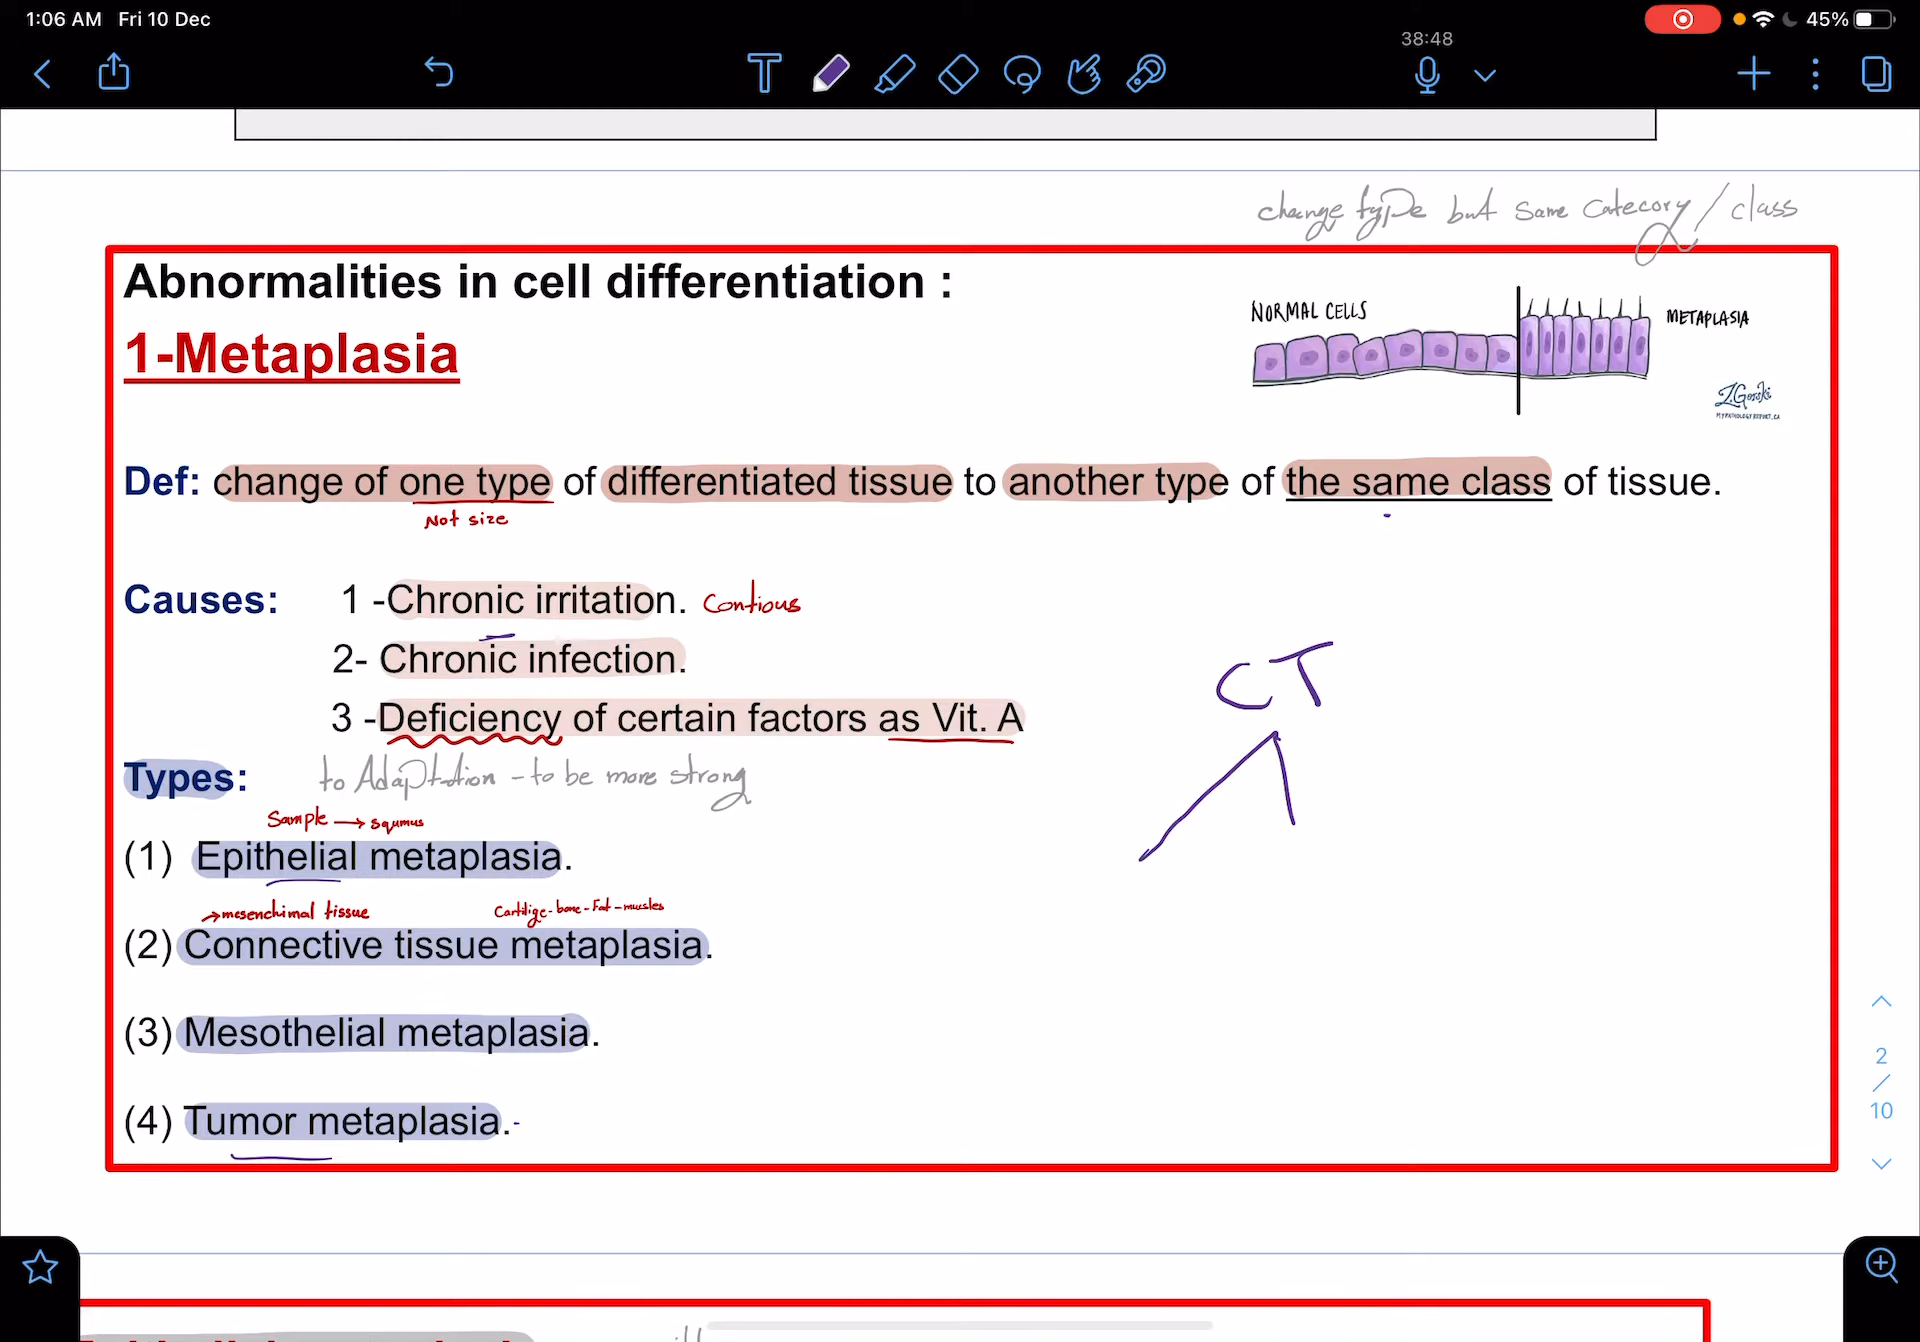 1:06 AM Fri 10 Dec
45%
38:48
change type but same catecory / class
Abnormalities in cell differentiation :
1-Metaplasia
NORMAL CELLS
METAPLASIA
MYPATHOLOGYREPORT.CA
Def: change of one type of differentiated tissue to another type of the same class of tissue.
Not size
Causes: 1 -Chronic irritation. Contious
2- Chronic infection.
3 -Deficiency of certain factors as Vit. A
CT
Types: to Adaptation - to be more strong
Sample → squmus
(1) Epithelial metaplasia.
→ mesenchimal tissue Cartilige- bone - Fat - muscles
(2) Connective tissue metaplasia.
(3) Mesothelial metaplasia.
(4) Tumor metaplasia.-
2
/
10